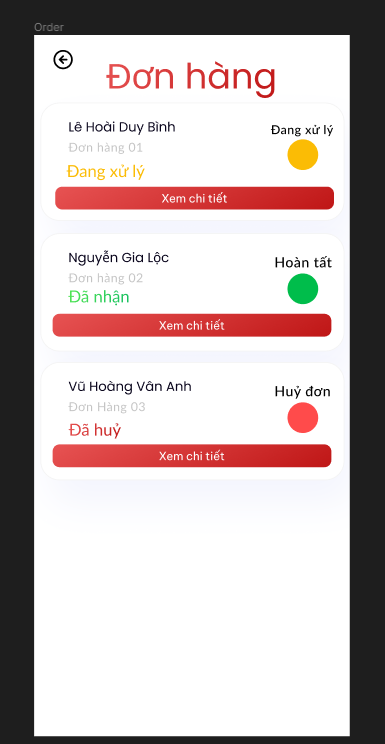 Order
Đơn hàng
Lê Hoài Duy Bình
Đang xử lý
Đơn hàng 01
Đang xử lý
Xem chi tiết
Nguyễn Gia Lộc
Hoàn tất
Đơn hàng 02
Đã nhận
Xem chi tiết
Vũ Hoàng Vân Anh
Huỷ đơn
Đơn Hàng 03
Đã huỷ
Xem chi tiết